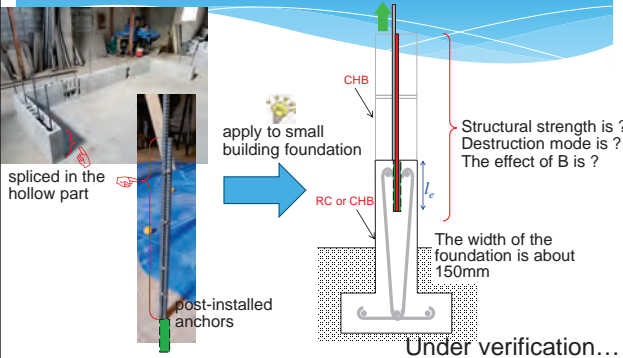 spliced in the
hollow part
post-installed
anchors
apply to small
building foundation
CHB
RC or CHB
l_e
Structural strength is ?
Destruction mode is ?
The effect of B is ?
The width of the
foundation is about
150mm
Under verification…